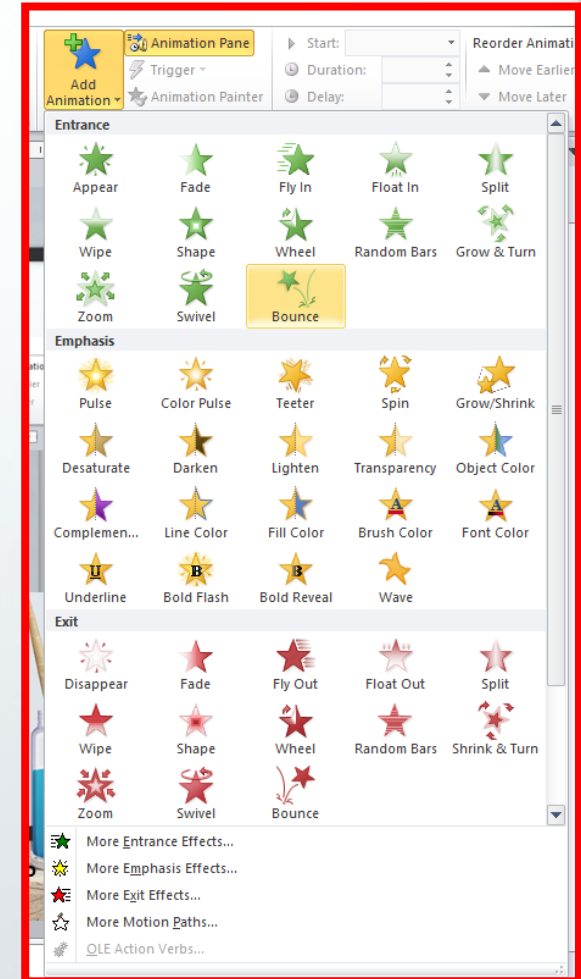 Add Animation
Animation Pane
Trigger
Animation Painter
Start:
Duration:
Delay:
Reorder Animati
Move Earlier
Move Later
Entrance
Appear Fade Fly In Float In Split
Wipe Shape Wheel Random Bars Grow & Turn
Zoom Swivel Bounce
Emphasis
Pulse Color Pulse Teeter Spin Grow/Shrink
Desaturate Darken Lighten Transparency Object Color
Complemen... Line Color Fill Color Brush Color Font Color
Underline Bold Flash Bold Reveal Wave
Exit
Disappear Fade Fly Out Float Out Split
Wipe Shape Wheel Random Bars Shrink & Turn
Zoom Swivel Bounce
More Entrance Effects...
More Emphasis Effects...
More Exit Effects...
More Motion Paths...
OLE Action Verbs...